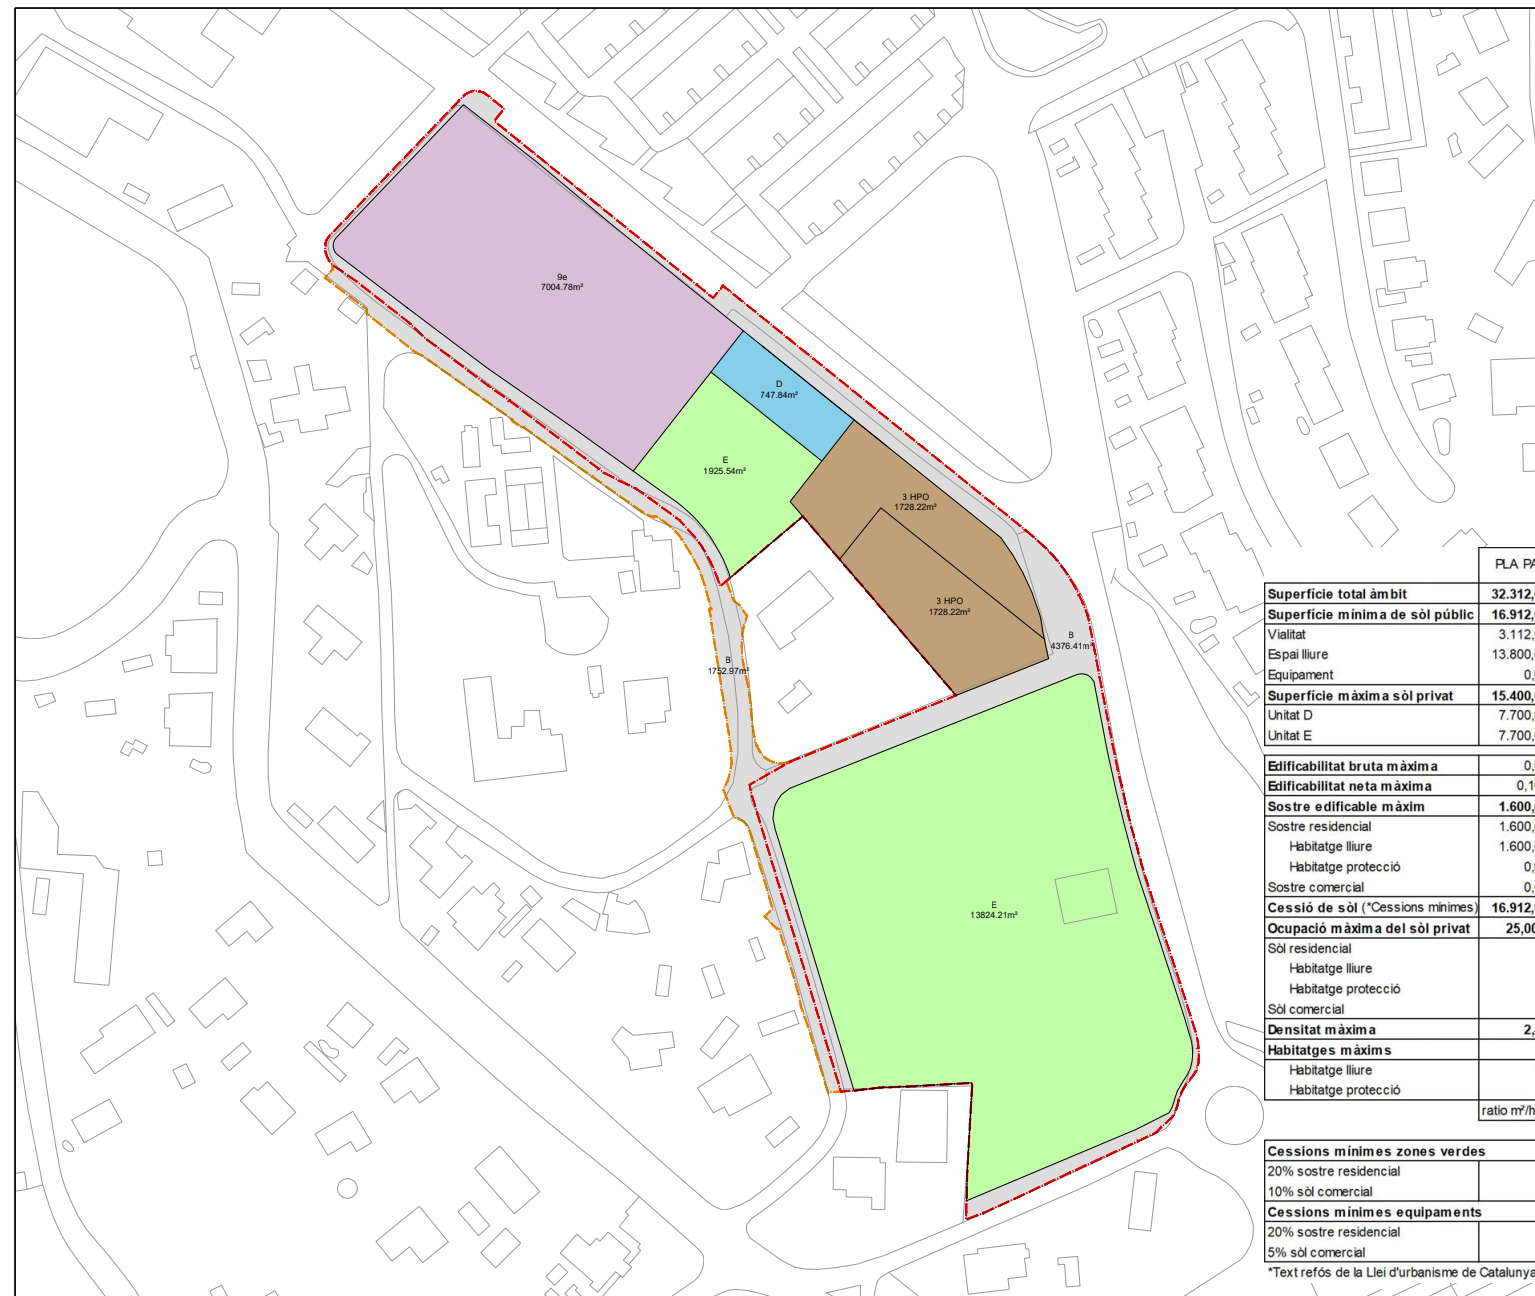 9e
7004.78m²
D
747.84m²
E
1925.54m²
3 HPO
1728.22m²
3 HPO
1728.22m²
B
4376.41m²
B
1752.97m²
E
13824.21m²
PLA PA
Superfície total àmbit 32.312,
Superfície mínima de sòl públic 16.912,
Vialitat 3.112,
Espai lliure 13.800,
Equipament 0,
Superfície màxima sòl privat 15.400,
Unitat D 7.700,
Unitat E 7.700,
Edificabilitat bruta màxima 0,
Edificabilitat neta màxima 0,1
Sostre edificable màxim 1.600,
Sostre residencial 1.600,
Habitatge lliure 1.600,
Habitatge protecció 0,
Sostre comercial 0,
Cessió de sòl (*Cessions mínimes) 16.912,
Ocupació màxima del sòl privat 25,00
Sòl residencial
Habitatge lliure
Habitatge protecció
Sòl comercial
Densitat màxima 2,
Habitatges màxims
Habitatge lliure
Habitatge protecció
ratio m²/h
Cessions mínimes zones verdes
20% sostre residencial
10% sòl comercial
Cessions mínimes equipaments
20% sostre residencial
5% sòl comercial
*Text refós de la Llei d'urbanisme de Catalunya